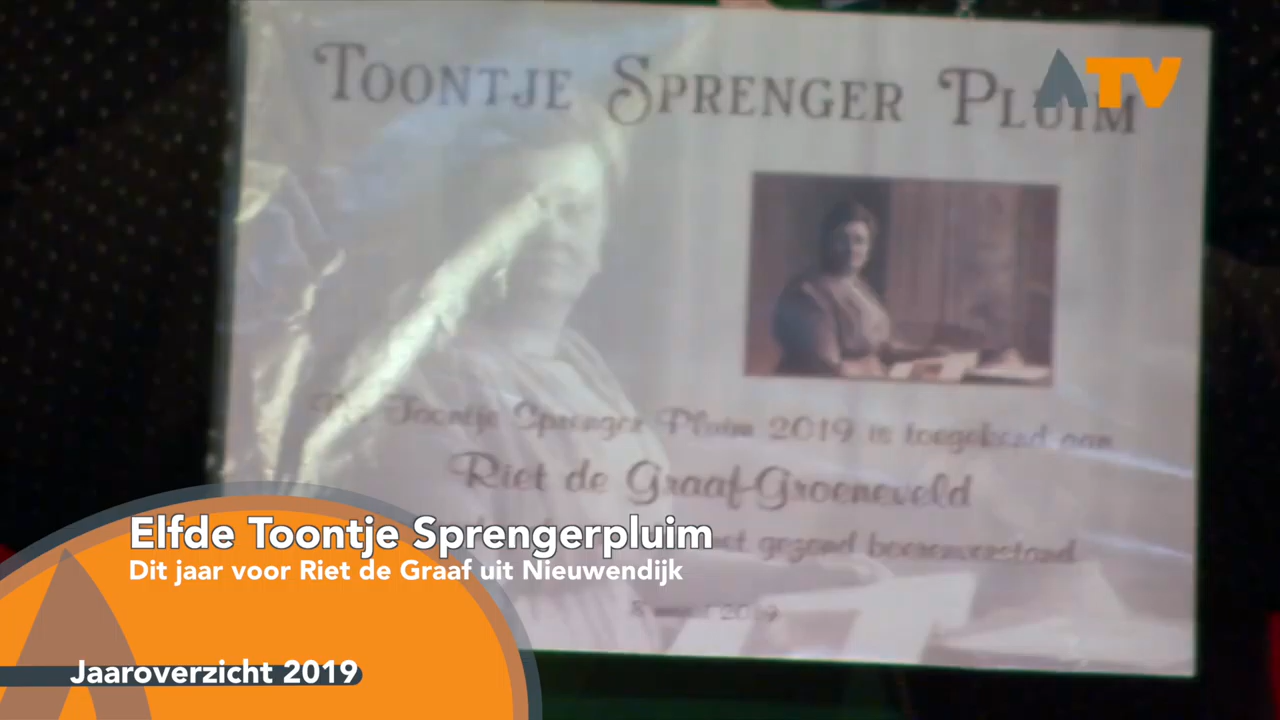 TOONTJE SPRENGER PLUIM
ATV
Toontje Sprenger Pluim 2019 is toegekend aan
Riet de Graaf-Groeneveld
gezond boerenverstand
2019
Elfde Toontje Sprengerpluim
Dit jaar voor Riet de Graaf uit Nieuwendijk
Jaaroverzicht 2019